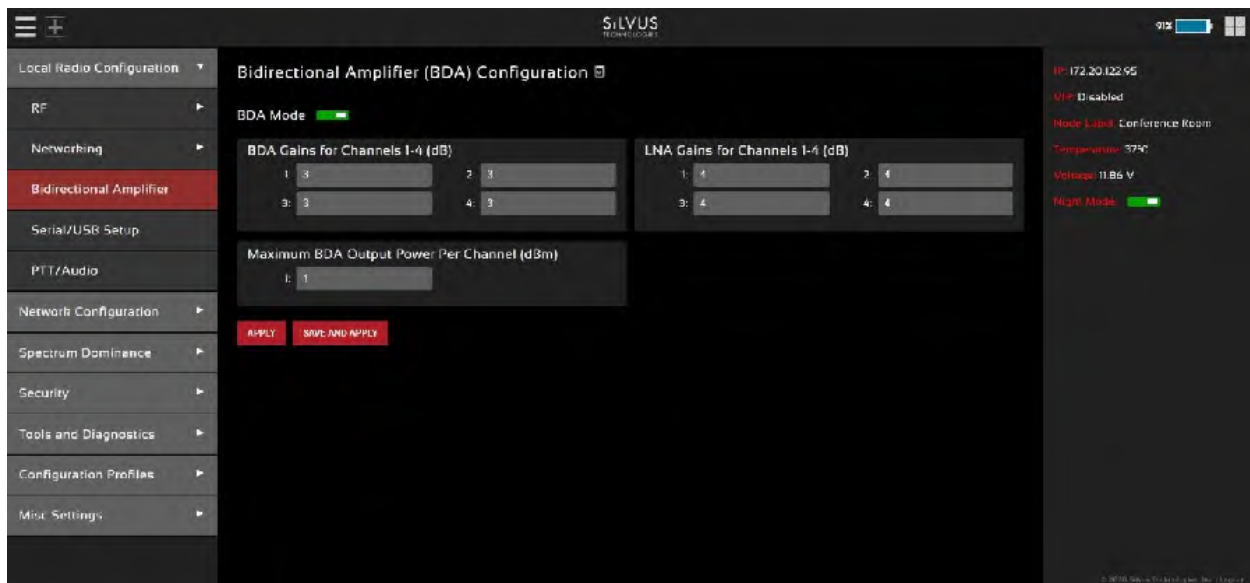 SiLVUS
TECHNOLOGIES
91%
Local Radio Configuration
RF
Networking
Bidirectional Amplifier
Serial/USB Setup
PTT/Audio
Network Configuration
Spectrum Dominance
Security
Tools and Diagnostics
Configuration Profiles
Misc Settings
Bidirectional Amplifier (BDA) Configuration
BDA Mode
BDA Gains for Channels 1-4 (dB)
1: 3 2: 3
3: 3 4: 3
LNA Gains for Channels 1-4 (dB)
1: 4 2: 4
3: 4 4: 4
Maximum BDA Output Power Per Channel (dBm)
1: 1
APPLY SAVE AND APPLY
IP: 172.20.122.95
VIP: Disabled
Node Label: Conference Room
Temperature: 37°C
Voltage: 11.86 V
Night Mode: